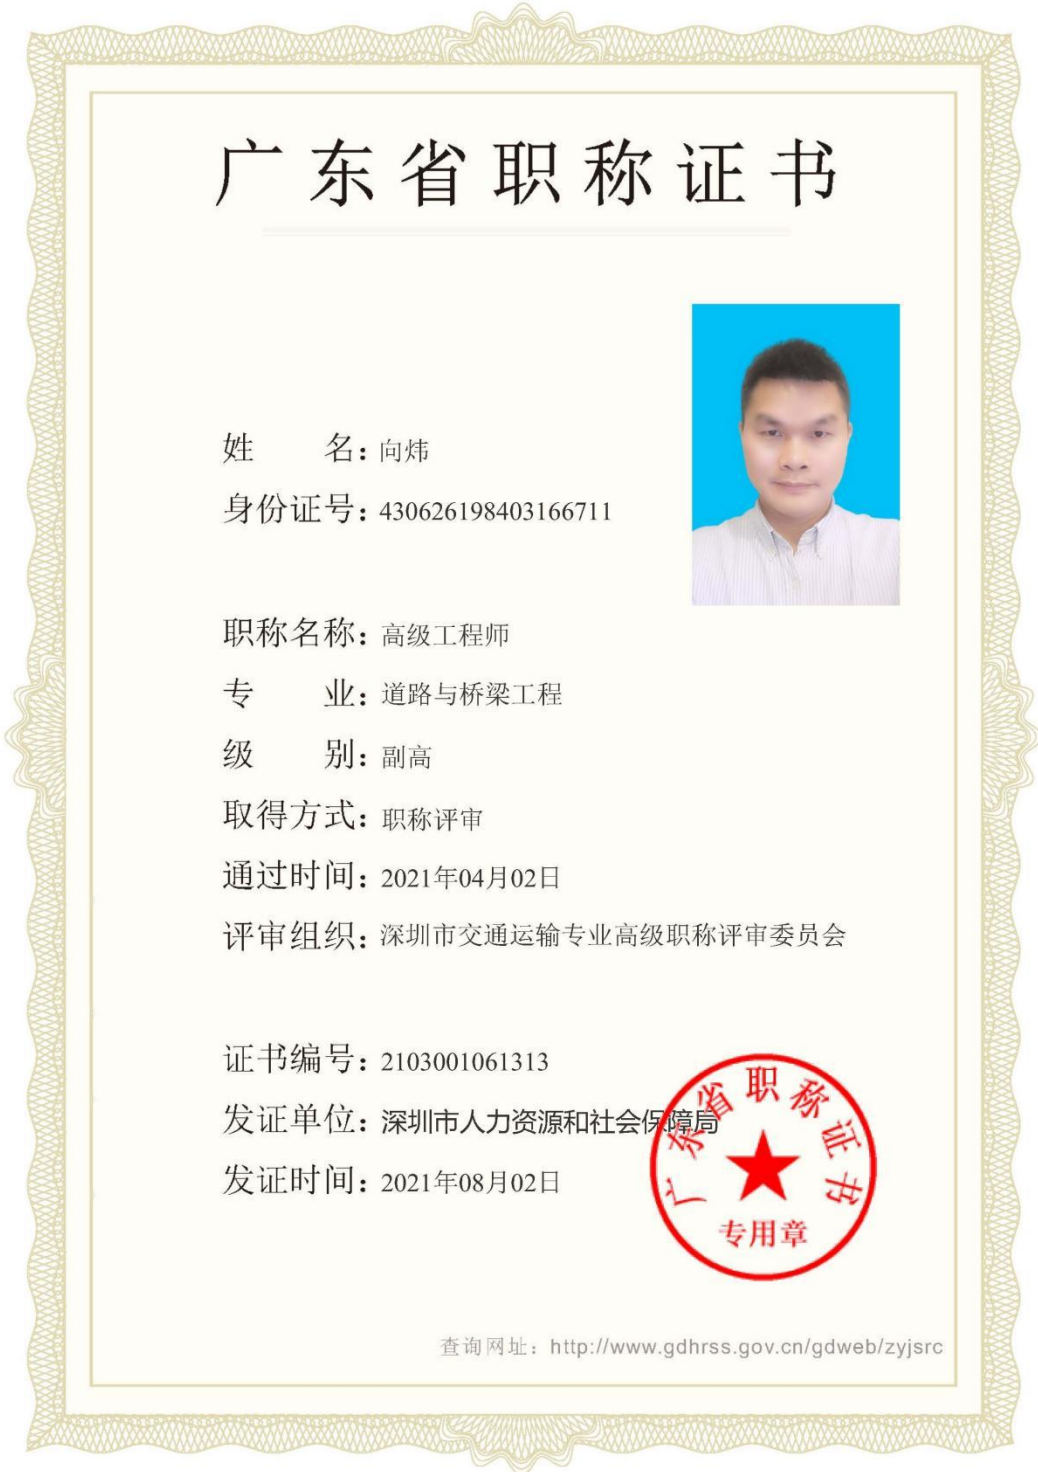 广东省职称证书
姓　　名：向炜
身份证号：430626198403166711
职称名称：高级工程师
专　　业：道路与桥梁工程
级　　别：副高
取得方式：职称评审
通过时间：2021年04月02日
评审组织：深圳市交通运输专业高级职称评审委员会
证书编号：2103001061313
发证单位：深圳市人力资源和社会保障局
发证时间：2021年08月02日
广东省职称证书
专用章
查询网址：http://www.gdhrss.gov.cn/gdweb/zyjsrc